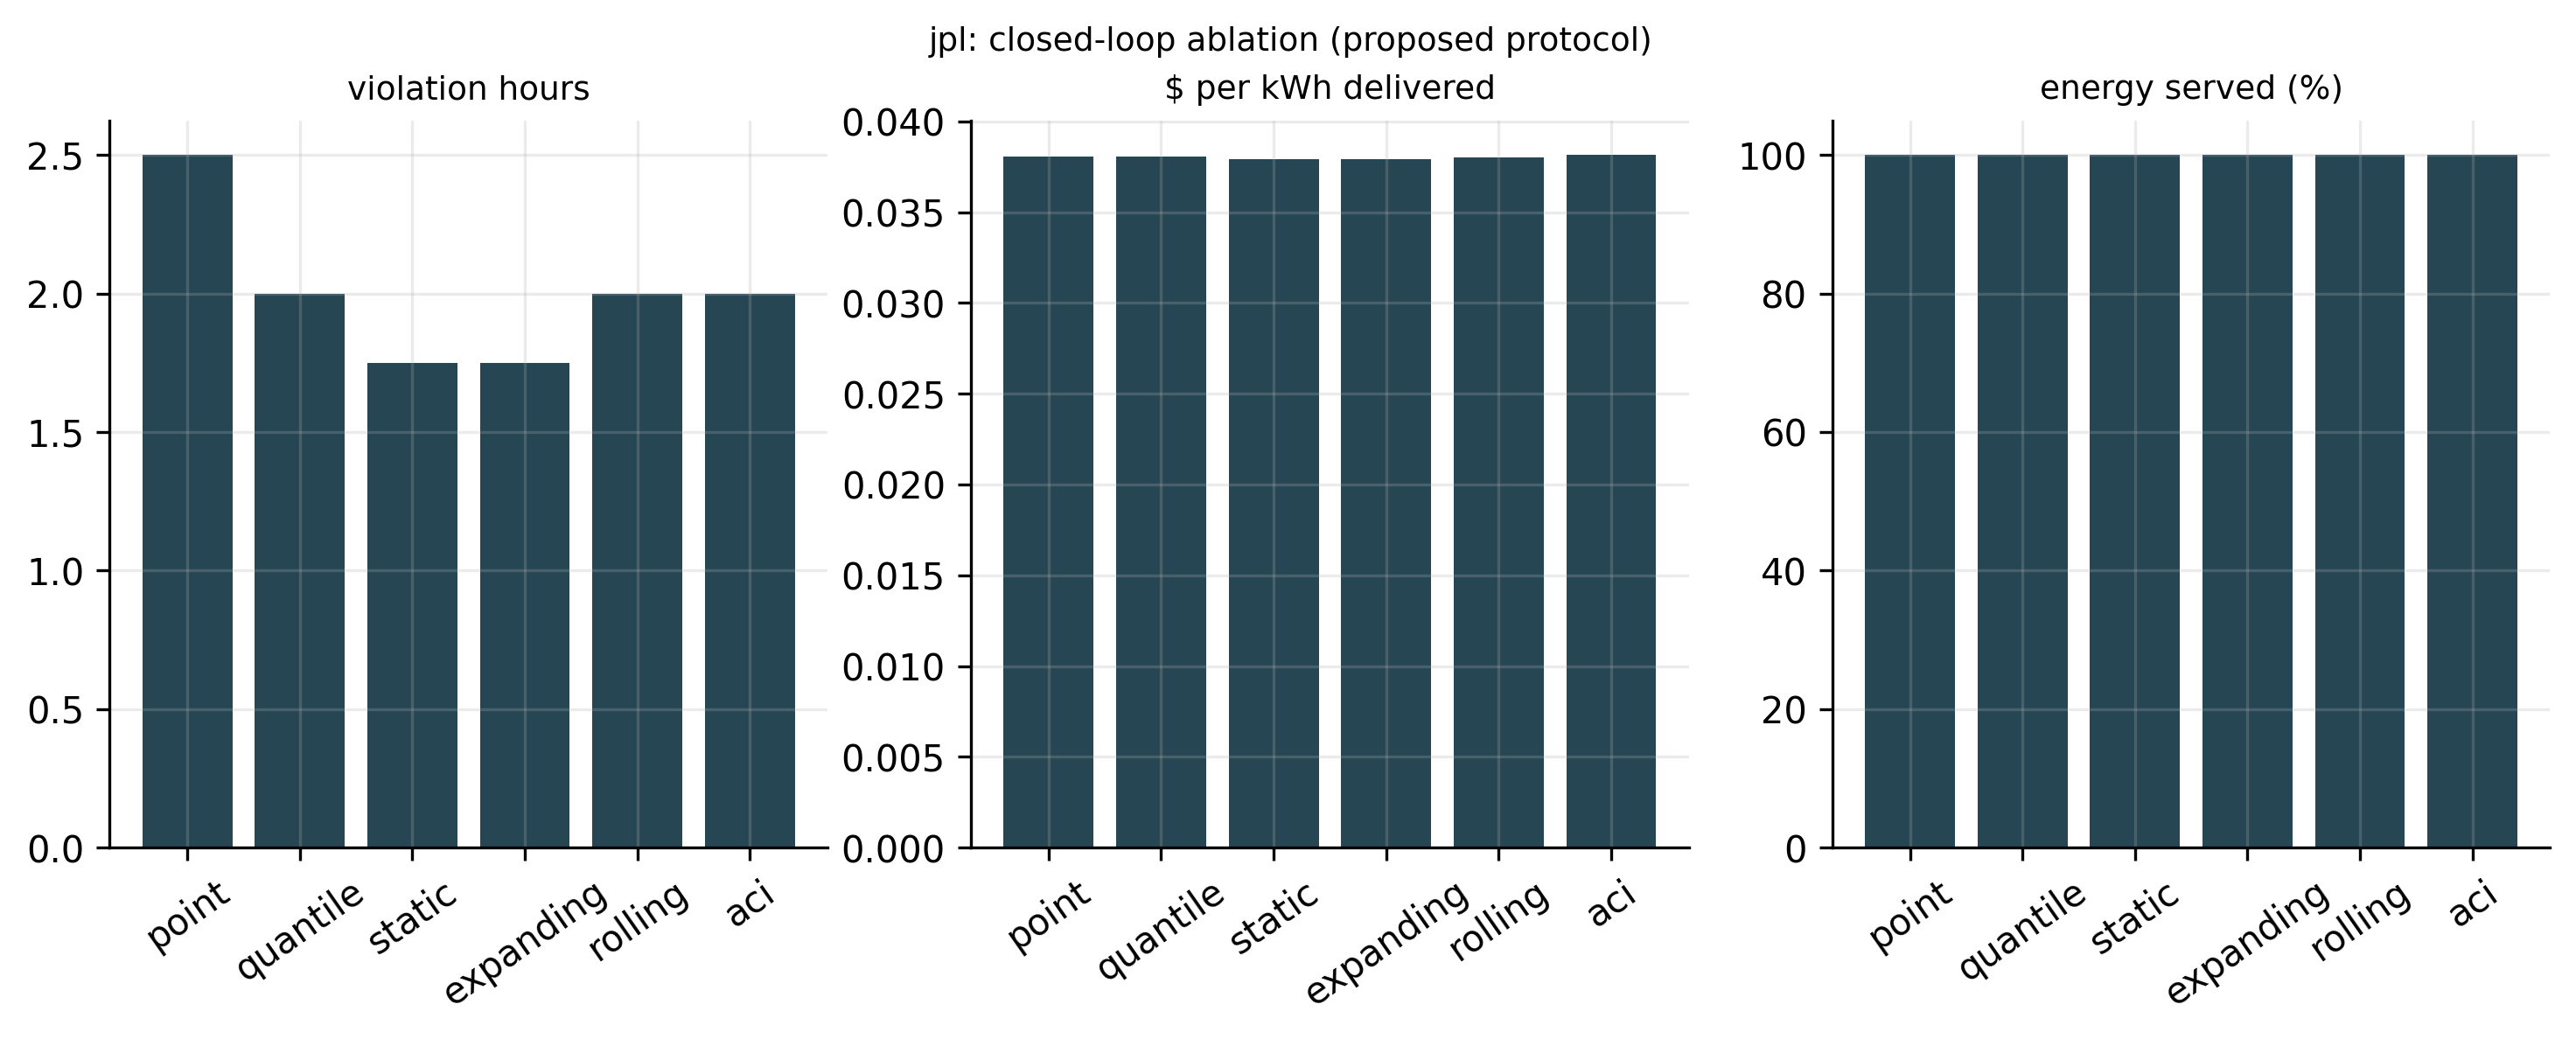 jpl: closed-loop ablation (proposed protocol)
violation hours
2.5
2.0
1.5
1.0
0.5
0.0
point
quantile
static
expanding
rolling
aci
$ per kWh delivered
0.040
0.035
0.030
0.025
0.020
0.015
0.010
0.005
0.000
point
quantile
static
expanding
rolling
aci
energy served (%)
100
80
60
40
20
0
point
quantile
static
expanding
rolling
aci